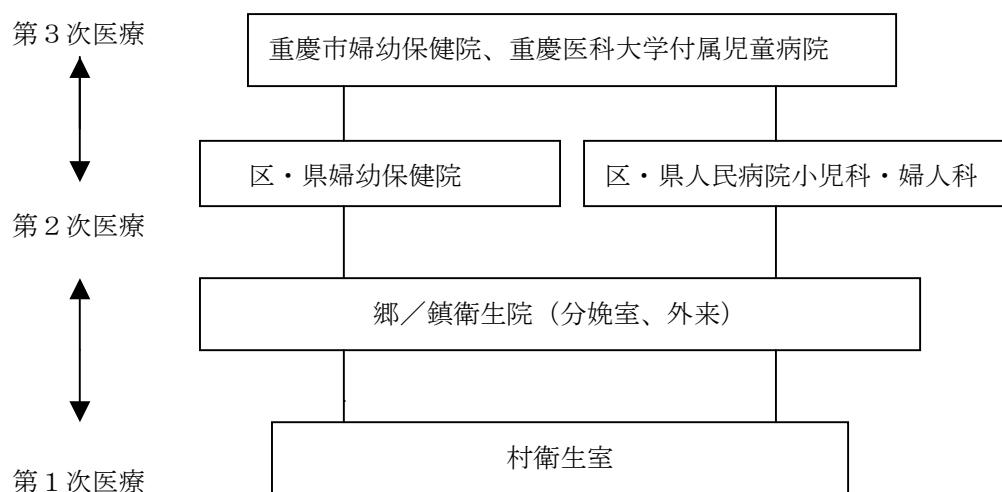 第３次医療
重慶市婦幼保健院、重慶医科大学付属児童病院
区・県婦幼保健院
区・県人民病院小児科・婦人科
第２次医療
郷／鎮衛生院（分娩室、外来）
村衛生室
第１次医療